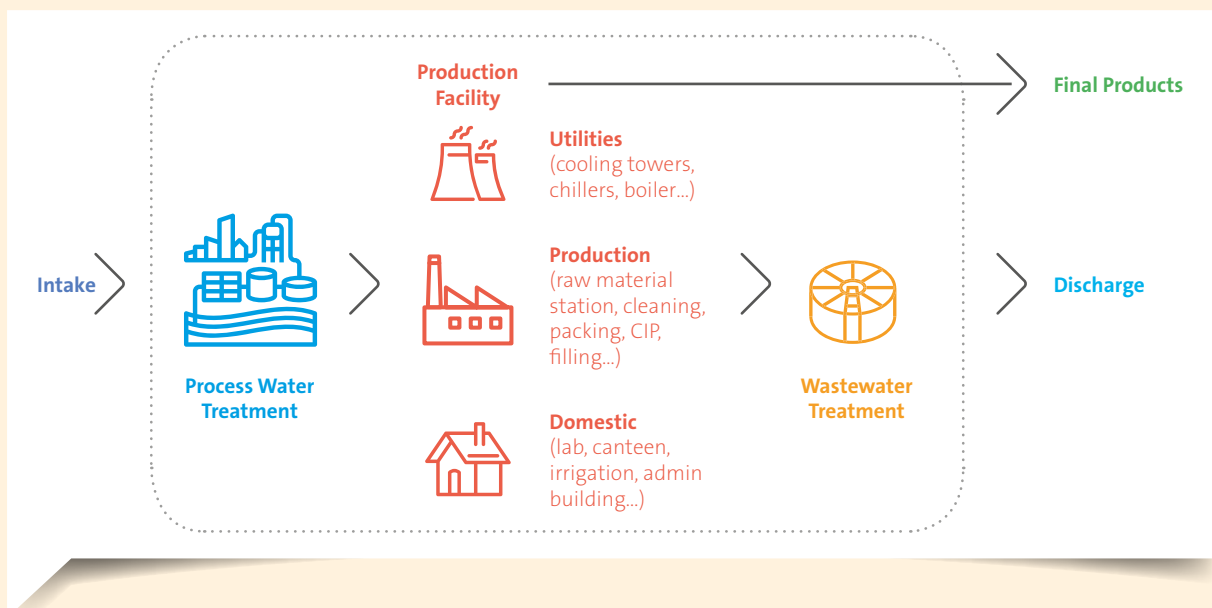 Production
Facility
Final Products
Utilities
(cooling towers,
chillers, boiler...)
Intake
Process Water
Treatment
Production
(raw material
station, cleaning,
packing, CIP,
filling...)
Domestic
(lab, canteen,
irrigation, admin
building...)
Wastewater
Treatment
Discharge